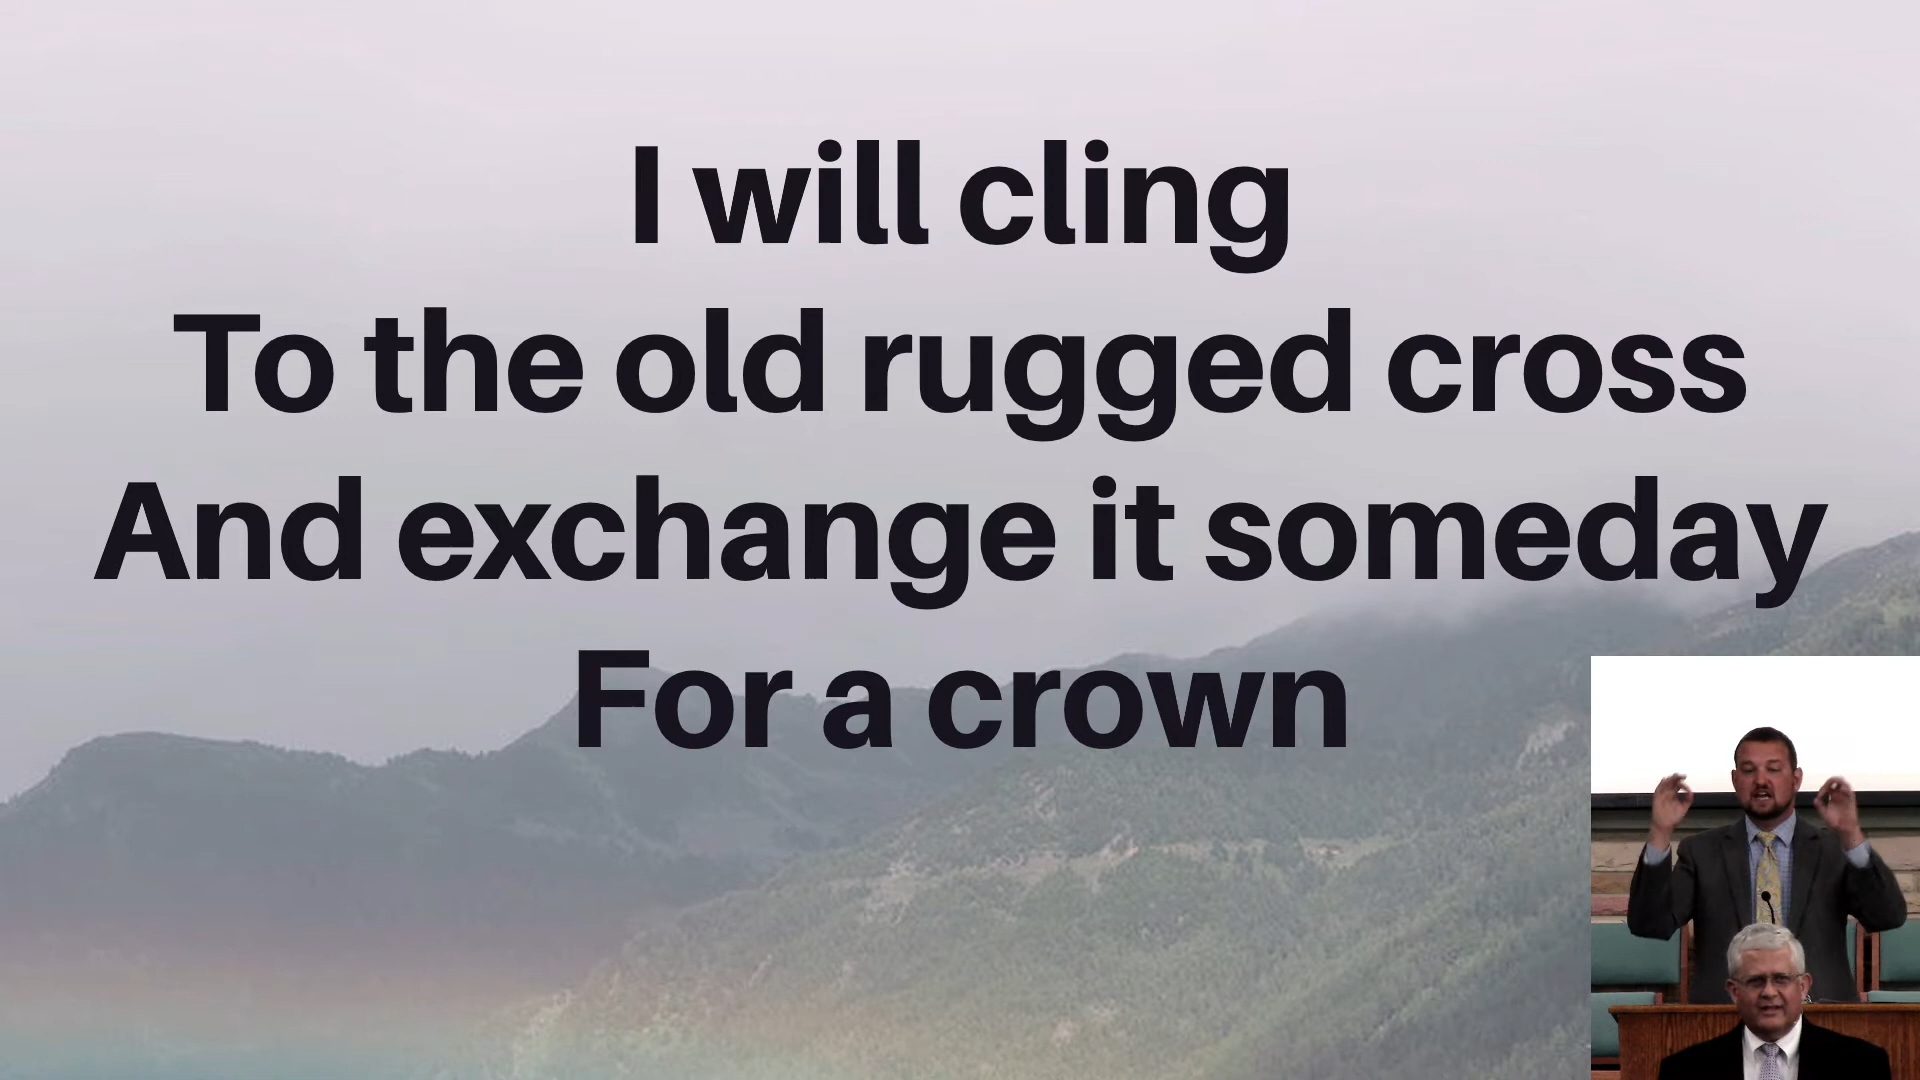 I will cling
To the old rugged cross
And exchange it someday
For a crown